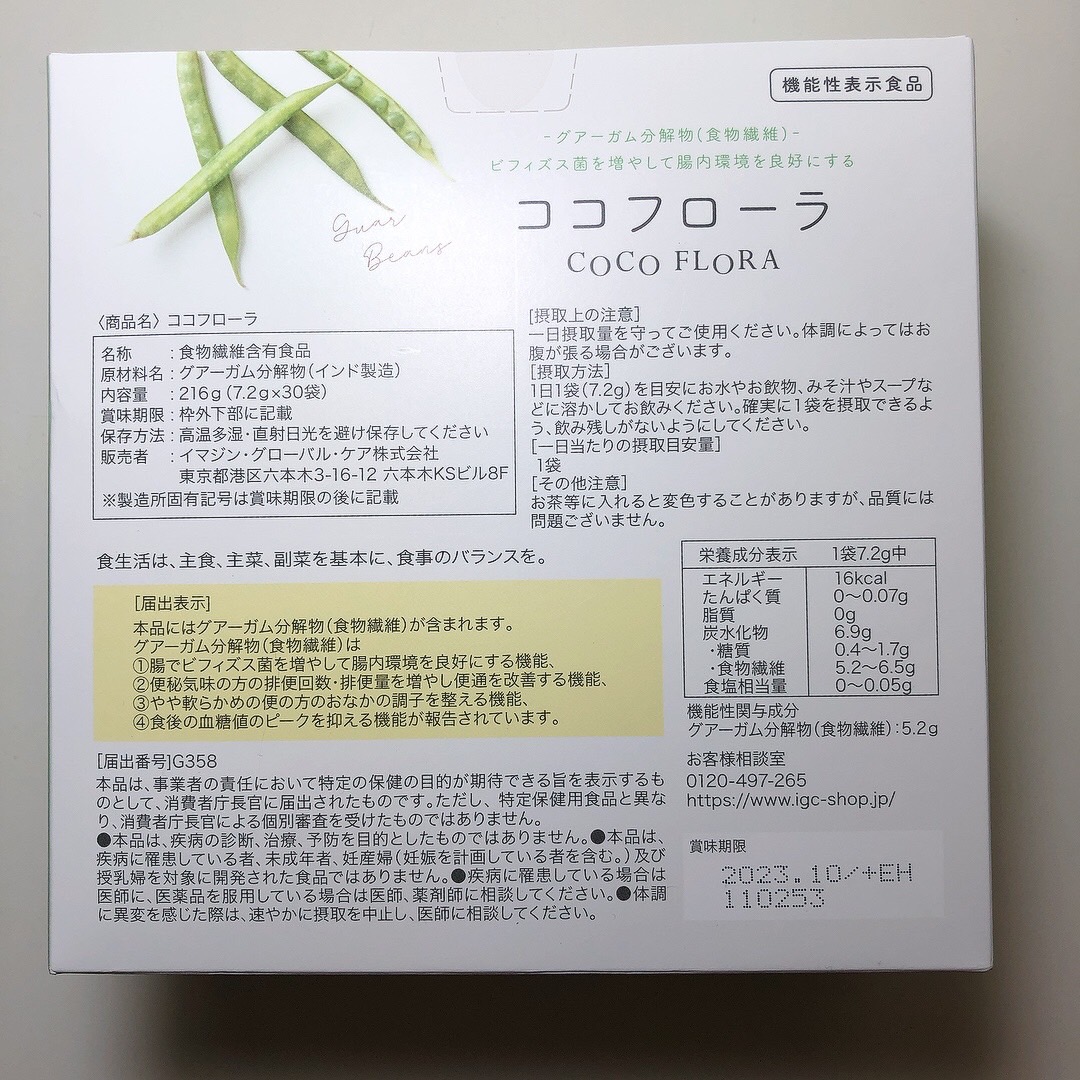 機能性表示食品
-グアーガム分解物(食物繊維)-
ビフィズス菌を増やして腸内環境を良好にする
ココフローラ
COCO FLORA
Guar
Beans
〈商品名〉ココフローラ
名称 :食物繊維含有食品
原材料名:グアーガム分解物(インド製造)
内容量 :216g(7.2g×30袋)
賞味期限:枠外下部に記載
保存方法:高温多湿・直射日光を避け保存してください
販売者 :イマジン・グローバル・ケア株式会社
東京都港区六本木3-16-12 六本木KSビル8F
※製造所固有記号は賞味期限の後に記載
[摂取上の注意]
一日摂取量を守ってご使用ください。体調によってはお
腹が張る場合がございます。
[摂取方法]
1日1袋(7.2g)を目安にお水やお飲物、みそ汁やスープな
どに溶かしてお飲みください。確実に1袋を摂取できるよ
う、飲み残しがないようにしてください。
[一日当たりの摂取目安量]
1袋
[その他注意]
お茶等に入れると変色することがありますが、品質には
問題ございません。
食生活は、主食、主菜、副菜を基本に、食事のバランスを。
[届出表示]
本品にはグアーガム分解物(食物繊維)が含まれます。
グアーガム分解物(食物繊維)は
①腸でビフィズス菌を増やして腸内環境を良好にする機能、
②便秘気味の方の排便回数・排便量を増やし便通を改善する機能、
③やや軟らかめの便の方のおなかの調子を整える機能、
④食後の血糖値のピークを抑える機能が報告されています。
[届出番号]G358
本品は、事業者の責任において特定の保健の目的が期待できる旨を表示するも
のとして、消費者庁長官に届出されたものです。ただし、特定保健用食品と異な
り、消費者庁長官による個別審査を受けたものではありません。
●本品は、疾病の診断、治療、予防を目的としたものではありません。●本品は、
疾病に罹患している者、未成年者、妊産婦(妊娠を計画している者を含む。)及び
授乳婦を対象に開発された食品ではありません。●疾病に罹患している場合は
医師に、医薬品を服用している場合は医師、薬剤師に相談してください。●体調
に異変を感じた際は、速やかに摂取を中止し、医師に相談してください。
栄養成分表示 1袋7.2g中
エネルギー 16kcal
たんぱく質 0〜0.07g
脂質 0g
炭水化物 6.9g
・糖質 0.4〜1.7g
・食物繊維 5.2〜6.5g
食塩相当量 0〜0.05g
機能性関与成分
グアーガム分解物(食物繊維):5.2g
お客様相談室
0120-497-265
https://www.igc-shop.jp/
賞味期限
2023.10/+EH
110253